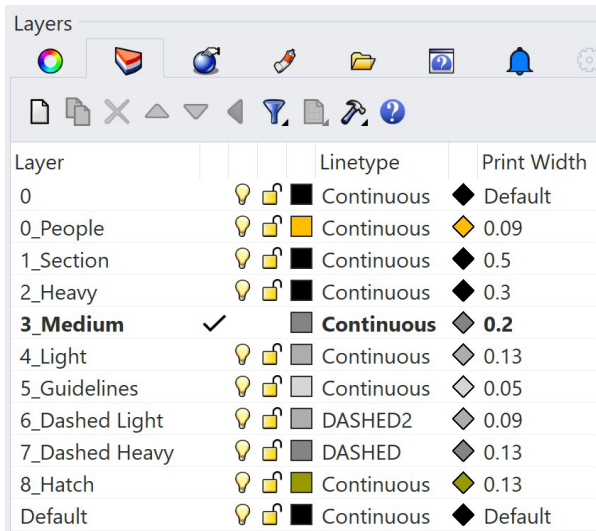 Layers
Layer Linetype Print Width
0 Continuous Default
0_People Continuous 0.09
1_Section Continuous 0.5
2_Heavy Continuous 0.3
3_Medium Continuous 0.2
4_Light Continuous 0.13
5_Guidelines Continuous 0.05
6_Dashed Light DASHED2 0.09
7_Dashed Heavy DASHED 0.13
8_Hatch Continuous 0.13
Default Continuous Default